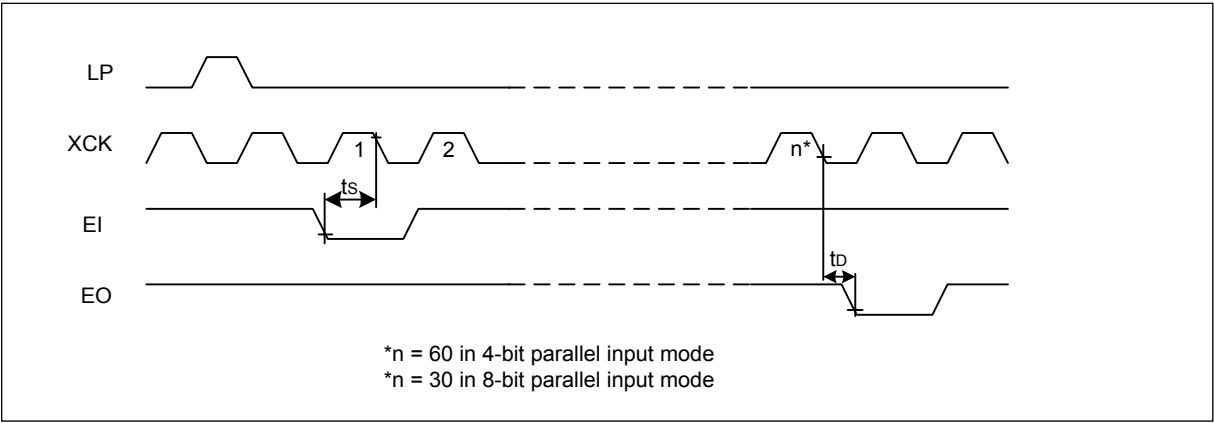 LP
XCK
1
2
n*
ts
EI
tD
EO
*n = 60 in 4-bit parallel input mode
*n = 30 in 8-bit parallel input mode